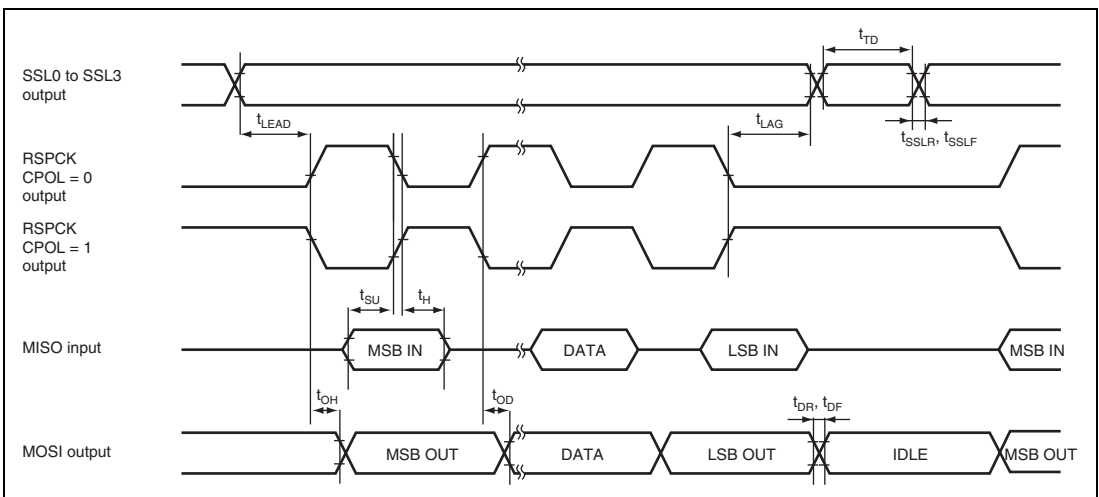 tTD
SSL0 to SSL3
output
tLEAD
tLAG
tSSLR, tSSLF
RSPCK
CPOL = 0
output
RSPCK
CPOL = 1
output
tSU
tH
MISO input
MSB IN
DATA
LSB IN
MSB IN
tOH
tOD
tDR, tDF
MOSI output
MSB OUT
DATA
LSB OUT
IDLE
MSB OUT